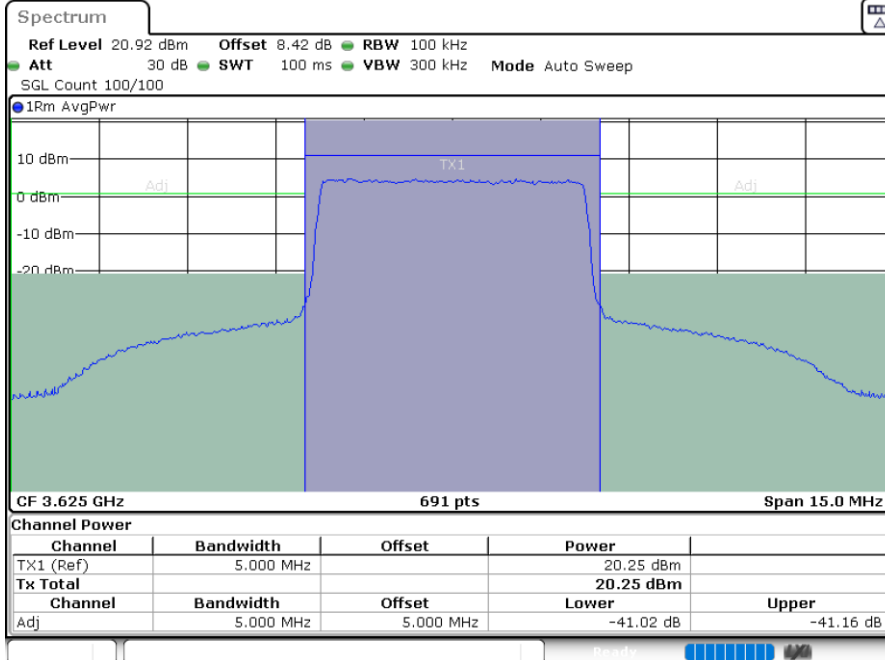 Spectrum
Ref Level 20.92 dBm Offset 8.42 dB RBW 100 kHz
Att 30 dB SWT 100 ms VBW 300 kHz Mode Auto Sweep
SGL Count 100/100
1Rm AvgPwr
10 dBm
TX1
Adj Adj
0 dBm
-10 dBm
-20 dBm
CF 3.625 GHz 691 pts Span 15.0 MHz
Channel Power
Channel Bandwidth Offset Power
TX1 (Ref) 5.000 MHz 20.25 dBm
Tx Total 20.25 dBm
Channel Bandwidth Offset Lower Upper
Adj 5.000 MHz 5.000 MHz -41.02 dB -41.16 dB
Ready